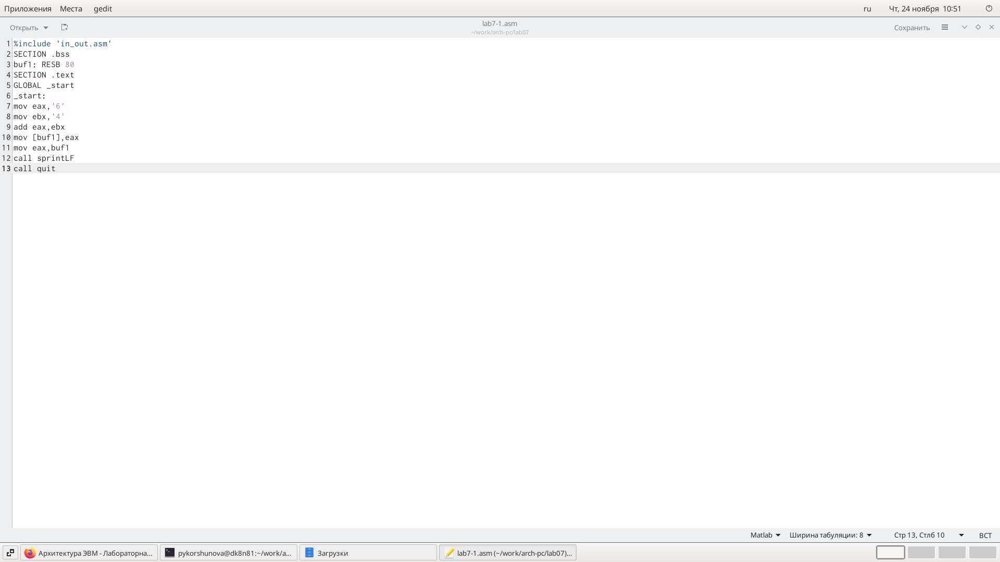 Приложения Места gedit ru Чт, 24 ноября 10:51
Открыть lab7-1.asm Сохранить
~/work/arch-pc/lab07
1 %include 'in_out.asm'
2 SECTION .bss
3 buf1: RESB 80
4 SECTION .text
5 GLOBAL _start
6 _start:
7 mov eax,'6'
8 mov ebx,'4'
9 add eax,ebx
10 mov [buf1],eax
11 mov eax,buf1
12 call sprintLF
13 call quit
Matlab Ширина табуляции: 8 Стр 13, Стлб 10 ВСТ
Архитектура ЭВМ - Лабораторна... pykorshunova@dk8n81:~/work/a... Загрузки lab7-1.asm (~/work/arch-pc/lab07)...